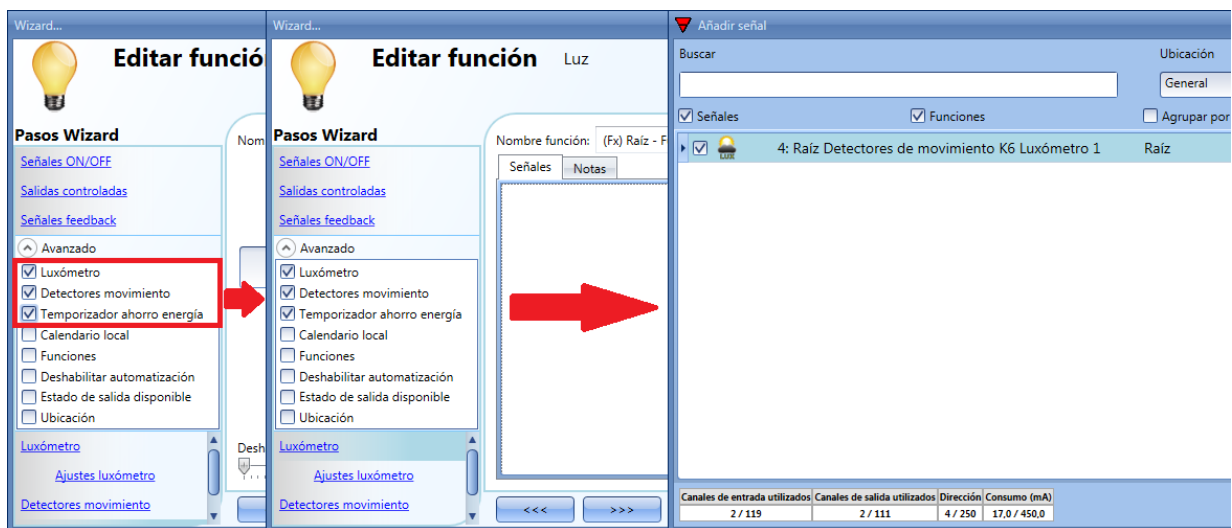 Wizard...
Editar funció
Pasos Wizard
Nom
Señales ON/OFF
Salidas controladas
Señales feedback
Avanzado
Luxómetro
Detectores movimiento
Temporizador ahorro energía
Calendario local
Funciones
Deshabilitar automatización
Estado de salida disponible
Ubicación
Luxómetro
Desh
Ajustes luxómetro
Detectores movimiento
Wizard...
Editar función Luz
Pasos Wizard
Nombre función: (Fx) Raíz - F
Señales ON/OFF
Señales Notas
Salidas controladas
Señales feedback
Avanzado
Luxómetro
Detectores movimiento
Temporizador ahorro energía
Calendario local
Funciones
Deshabilitar automatización
Estado de salida disponible
Ubicación
Luxómetro
Ajustes luxómetro
Detectores movimiento
<<< >>>
Añadir señal
Buscar Ubicación
General
Señales Funciones Agrupar por
LUX 4: Raíz Detectores de movimiento K6 Luxómetro 1 Raíz
Canales de entrada utilizados Canales de salida utilizados Dirección Consumo (mA)
2 / 119 2 / 111 4 / 250 17,0 / 450,0